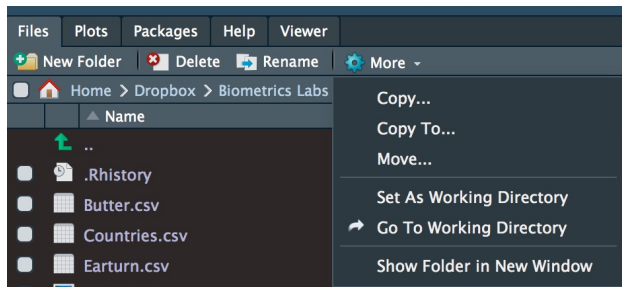 Files Plots Packages Help Viewer
New Folder Delete Rename More
Home Dropbox Biometrics Labs
Name
..
.Rhistory
Butter.csv
Countries.csv
Earturn.csv
Copy...
Copy To...
Move...
Set As Working Directory
Go To Working Directory
Show Folder in New Window